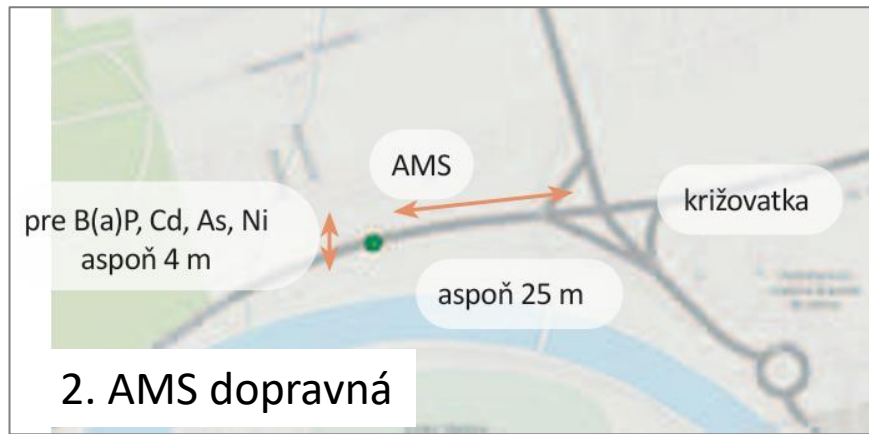 AMS
pre B(a)P, Cd, As, Ni
aspoň 4 m
križovatka
aspoň 25 m
2. AMS dopravná